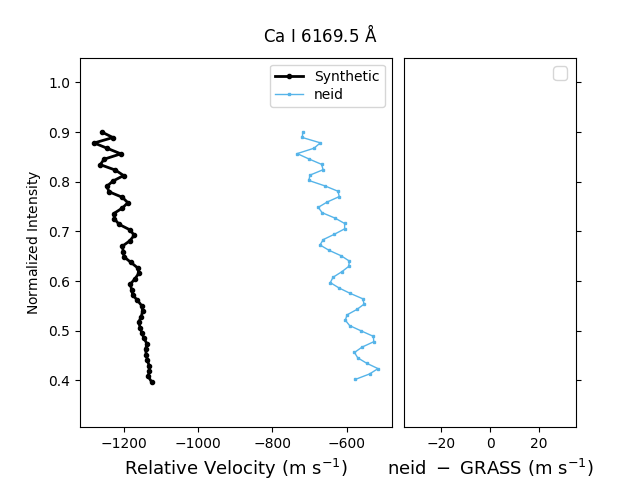 Ca I 6169.5 Å
Synthetic
neid
1.0
0.9
0.8
0.7
0.6
0.5
0.4
Normalized Intensity
−1200 −1000 −800 −600
−20 0 20
Relative Velocity (m s⁻¹)
neid − GRASS (m s⁻¹)